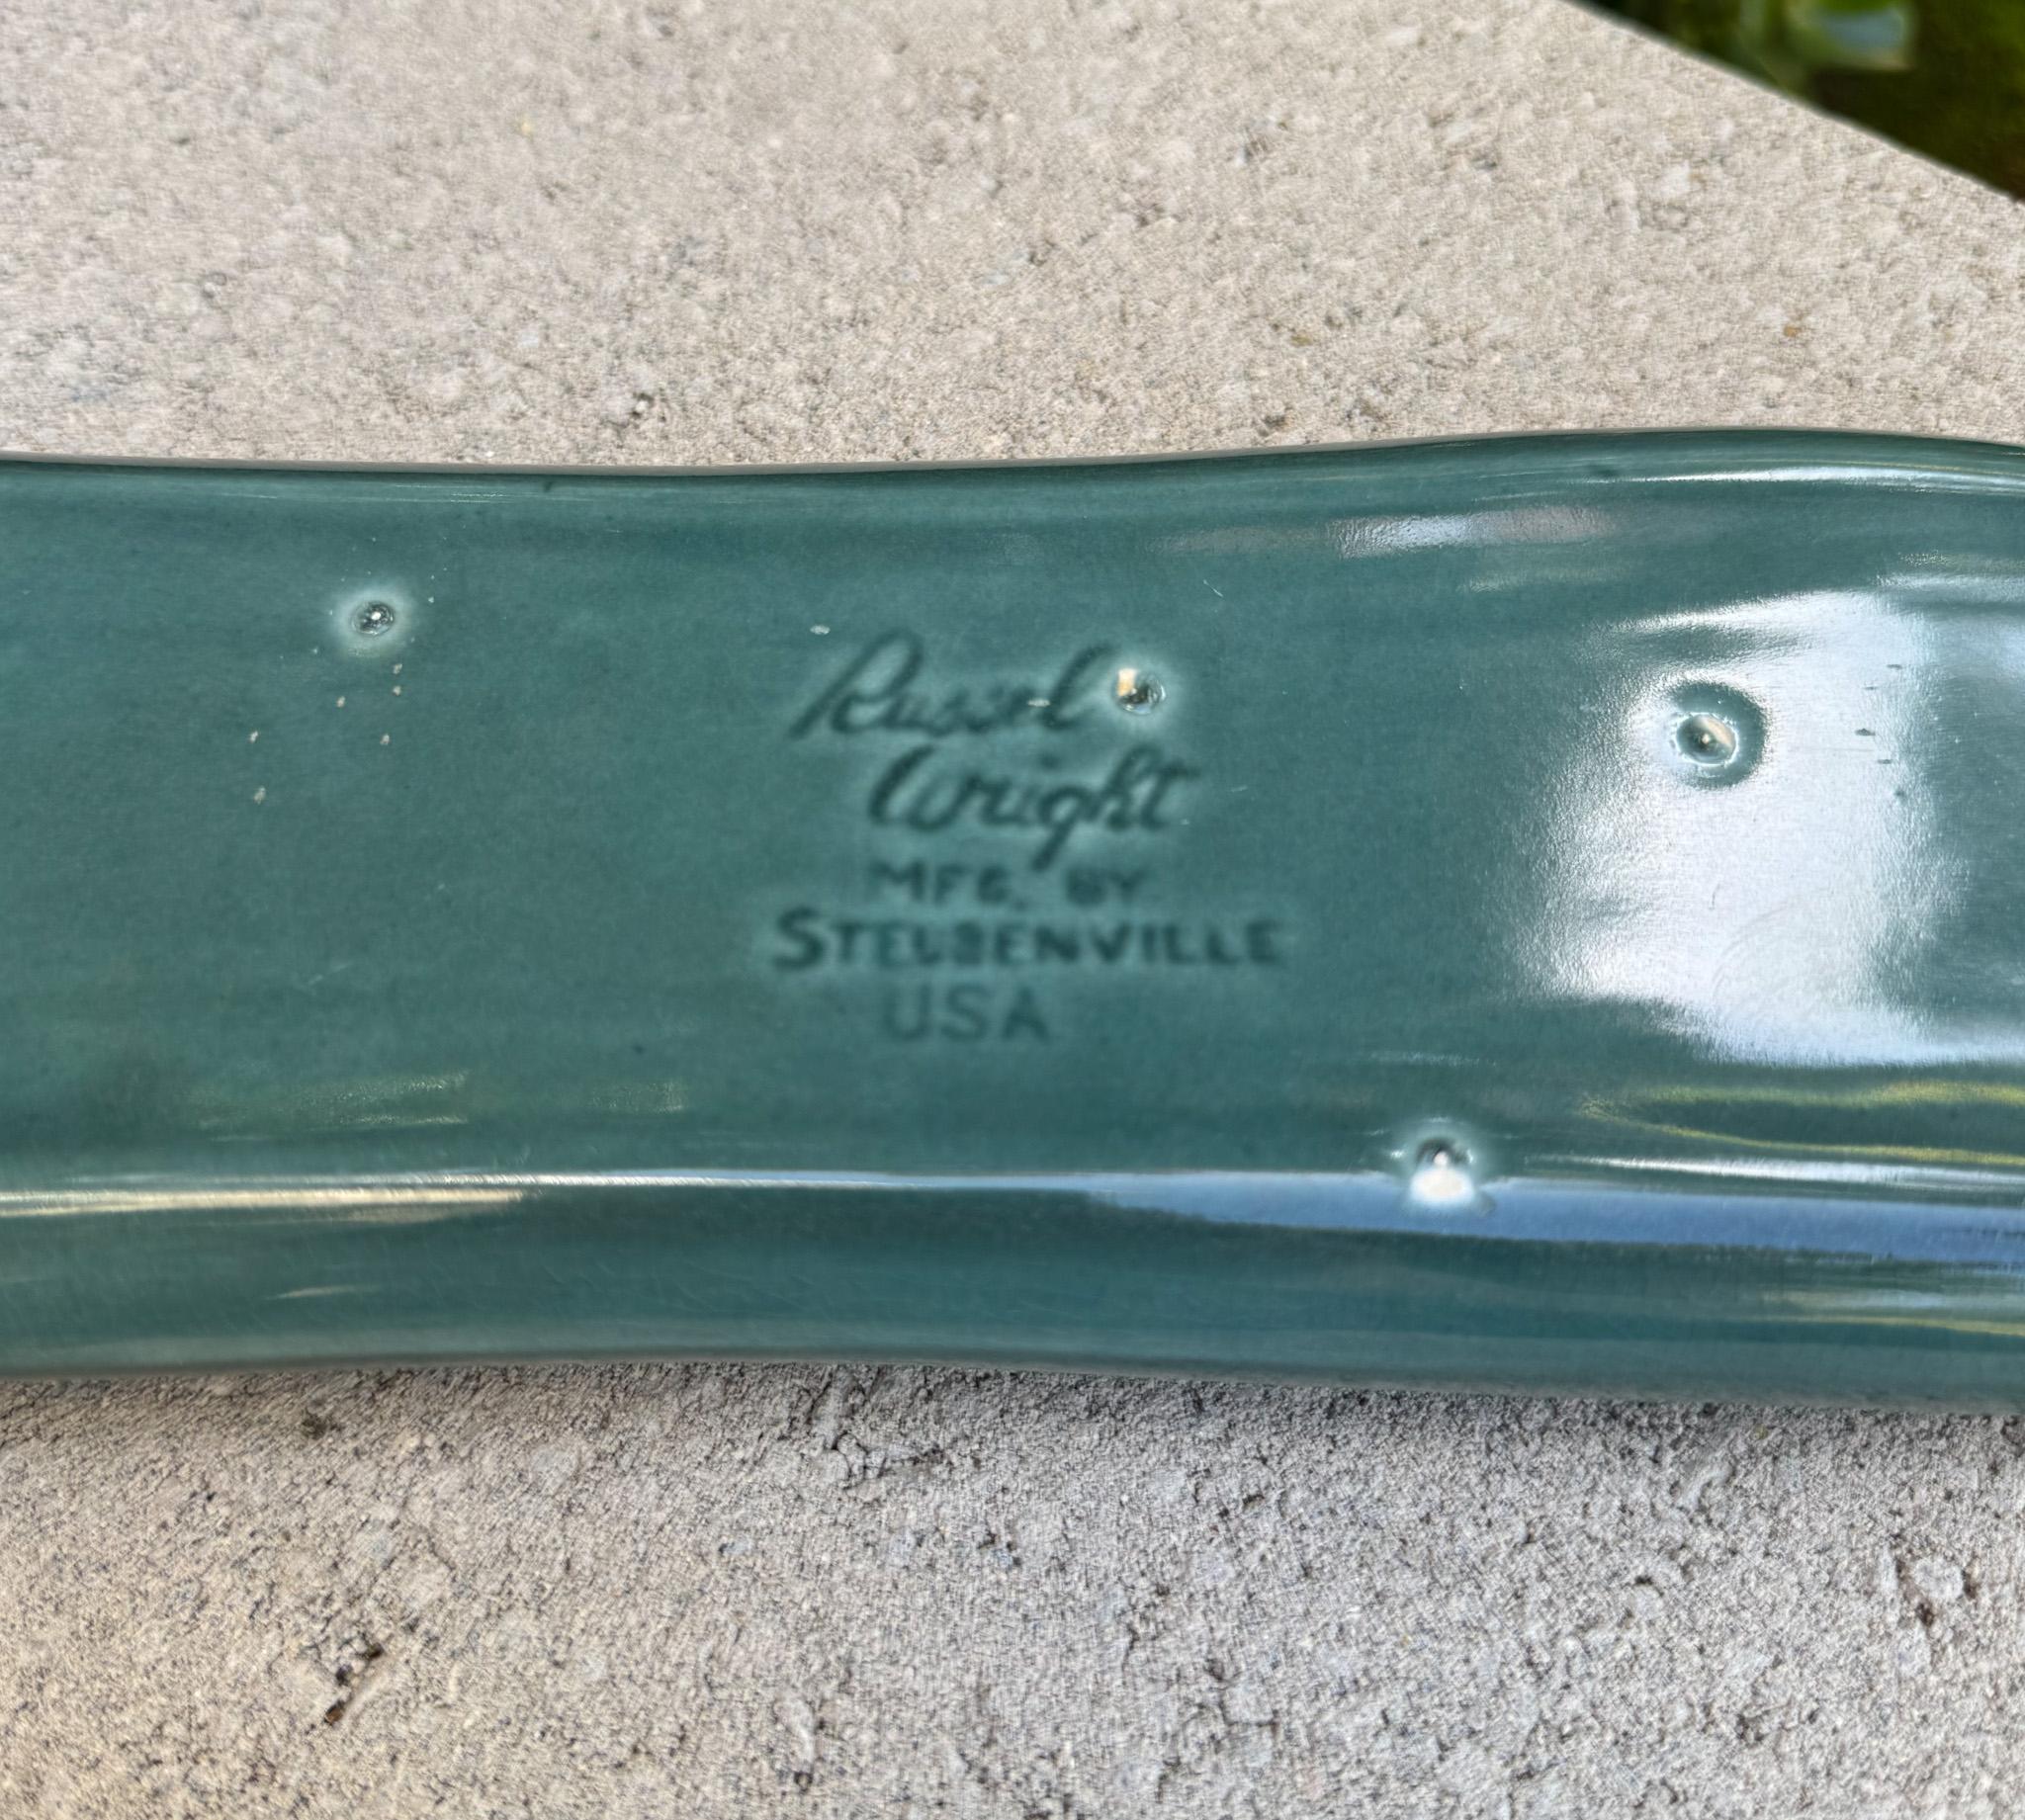 Russel
Wright
MFG. BY
STEUBENVILLE
USA